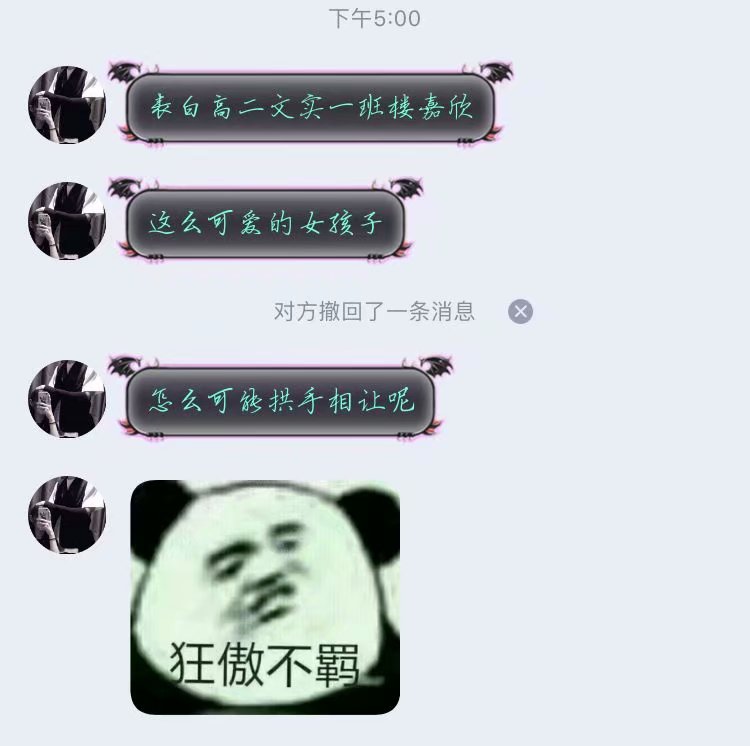 下午5:00
表白高二文实一班楼嘉欣
这么可爱的女孩子
对方撤回了一条消息
怎么可能拱手相让呢
狂傲不羁